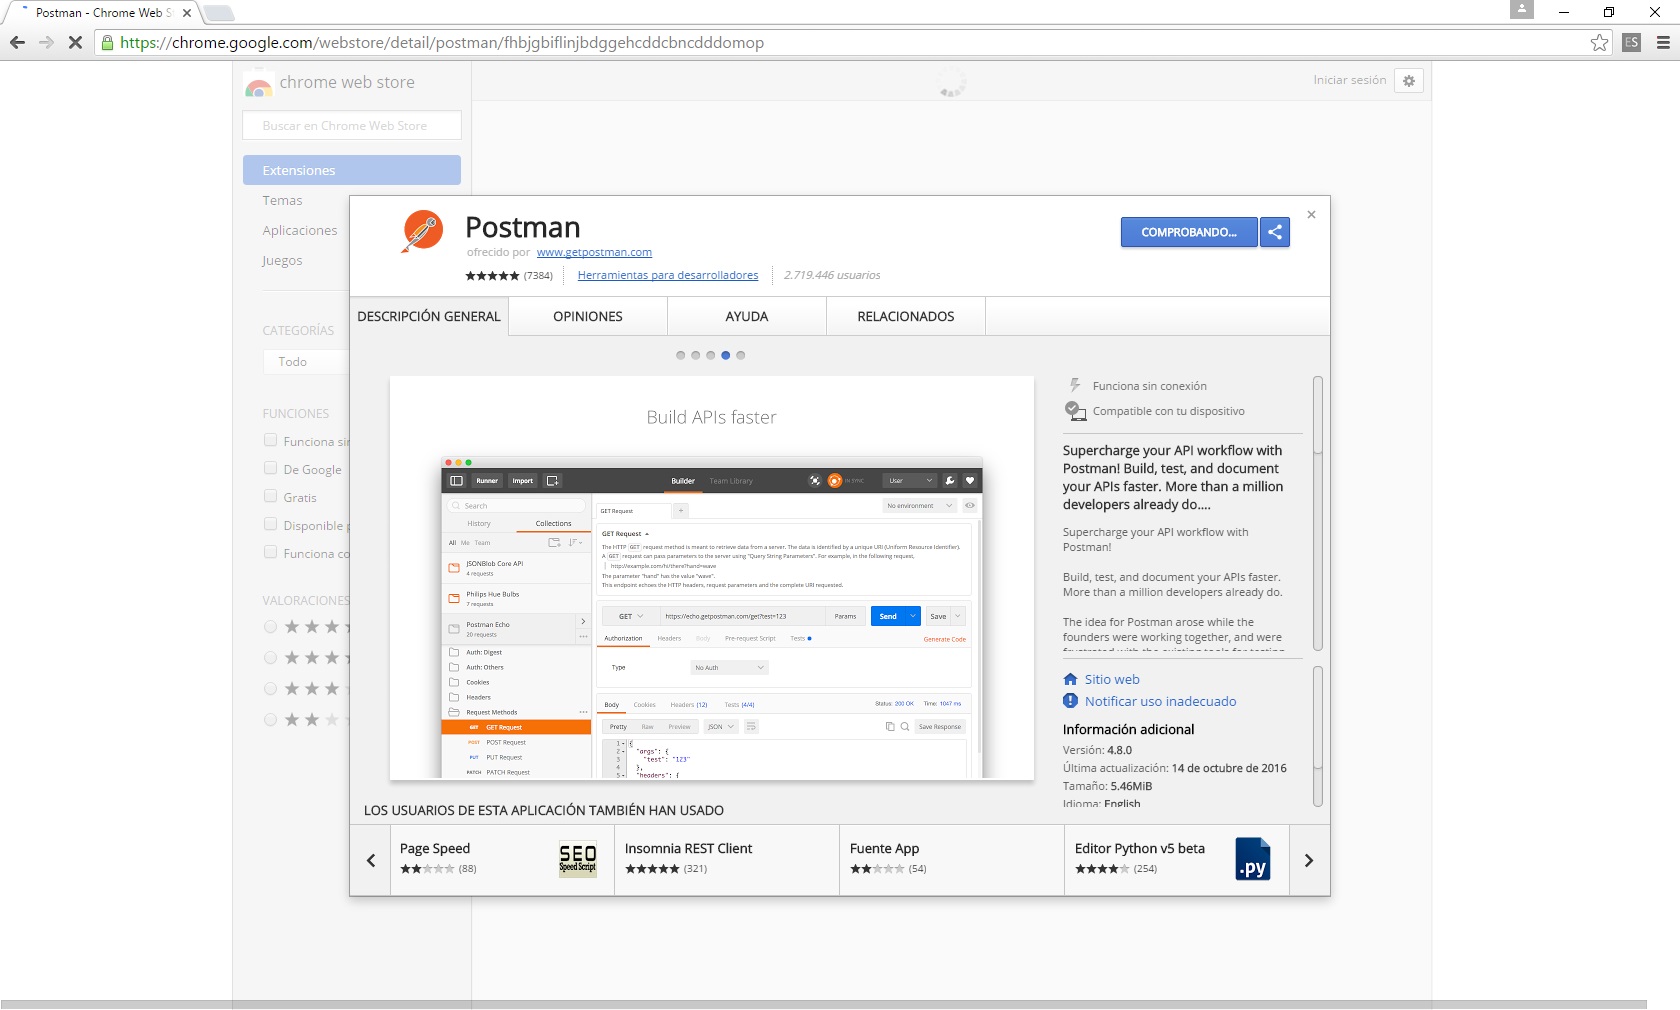 Postman - Chrome Web S
https://chrome.google.com/webstore/detail/postman/fhbjgbiflinjbdggehcddcbncdddomop
ES
chrome web store
Iniciar sesión
Buscar en Chrome Web Store
Extensiones
Temas
Aplicaciones
Juegos
CATEGORÍAS
Todo
FUNCIONES
Funciona sin
De Google
Gratis
Disponible p
Funciona co
VALORACIONES
Postman
ofrecido por www.getpostman.com
(7384) Herramientas para desarrolladores 2.719.446 usuarios
COMPROBANDO...
DESCRIPCIÓN GENERAL OPINIONES AYUDA RELACIONADOS
Build APIs faster
Runner Import Builder Team Library IN SYNC User
Search
History Collections
All Me Team
JSONBlob Core API
4 requests
Philips Hue Bulbs
7 requests
Postman Echo
20 requests
Auth: Digest
Auth: Others
Cookies
Headers
Request Methods
GET GET Request
POST POST Request
PUT PUT Request
PATCH PATCH Request
GET Request + No environment
GET Request
The HTTP GET request method is meant to retrieve data from a server. The data is identified by a unique URI (Uniform Resource Identifier).
A GET request can pass parameters to the server using "Query String Parameters". For example, in the following request,
http://example.com/hi/there?hand=wave
The parameter "hand" has the value "wave".
This endpoint echoes the HTTP headers, request parameters and the complete URI requested.
GET https://echo.getpostman.com/get?test=123 Params Send Save
Authorization Headers Body Pre-request Script Tests Generate Code
Type No Auth
Body Cookies Headers (12) Tests (4/4) Status: 200 OK Time: 1047 ms
Pretty Raw Preview JSON Save Response
1 {
2 "args": {
3 "test": "123"
4 },
5 "headers": {
Funciona sin conexión
Compatible con tu dispositivo
Supercharge your API workflow with
Postman! Build, test, and document
your APIs faster. More than a million
developers already do....
Supercharge your API workflow with
Postman!
Build, test, and document your APIs faster.
More than a million developers already do.
The idea for Postman arose while the
founders were working together, and were
frustrated with the existing tools for testing
Sitio web
Notificar uso inadecuado
Información adicional
Versión: 4.8.0
Última actualización: 14 de octubre de 2016
Tamaño: 5.46MiB
Idioma: English
LOS USUARIOS DE ESTA APLICACIÓN TAMBIÉN HAN USADO
Page Speed
(88)
SEO
Speed Script
Insomnia REST Client
(321)
Fuente App
(54)
Editor Python v5 beta
(254)
.py